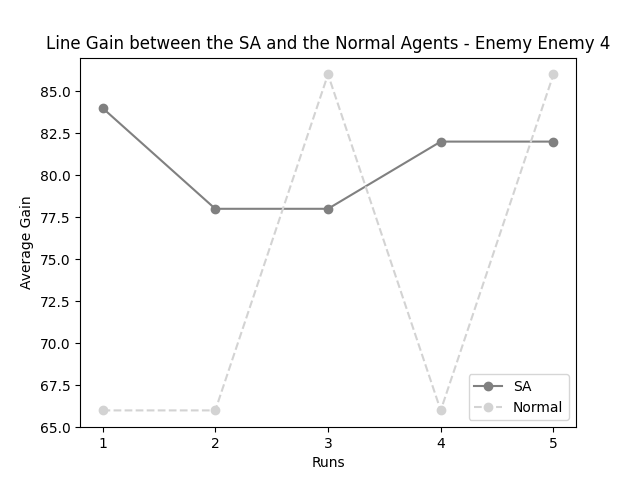 Line Gain between the SA and the Normal Agents - Enemy Enemy 4
85.0
82.5
80.0
77.5
75.0
72.5
70.0
67.5
65.0
Average Gain
1 2 3 4 5
Runs
SA
Normal